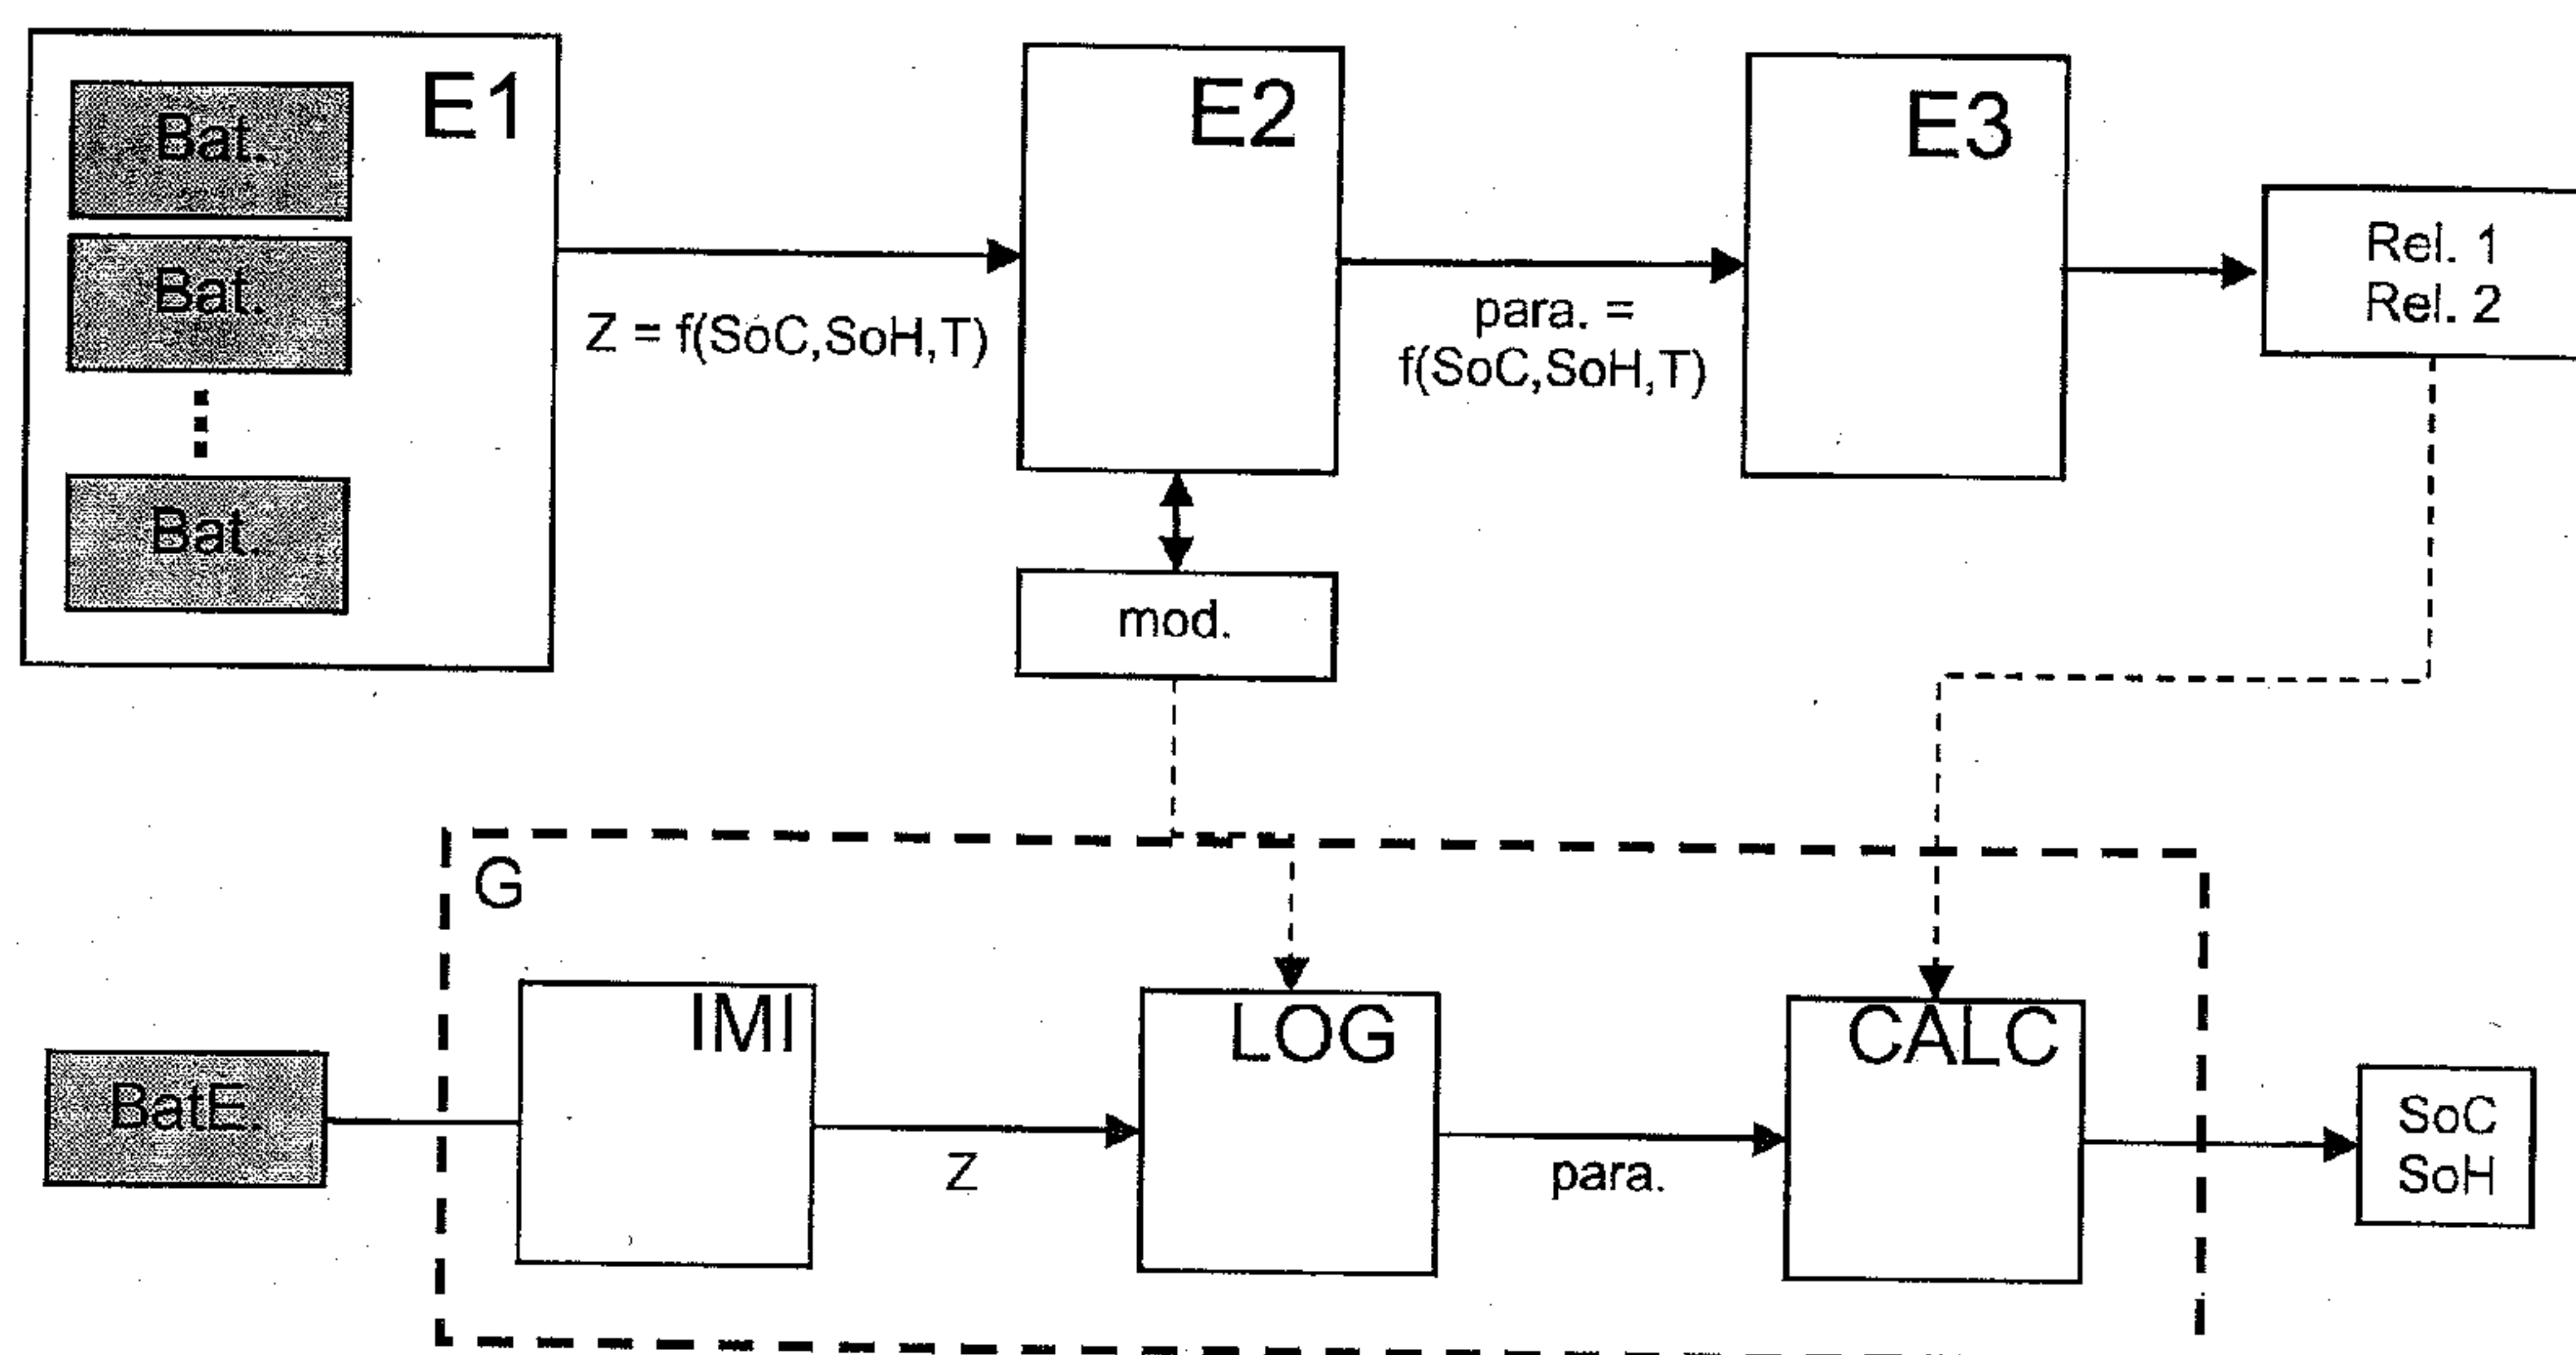 E1
Bat.
Bat.
Bat.
Z = f(SoC,SoH,T)
E2
mod.
para. =
f(SoC,SoH,T)
E3
Rel. 1
Rel. 2
G
BatE.
IMI
Z
LOG
para.
CALC
SoC
SoH